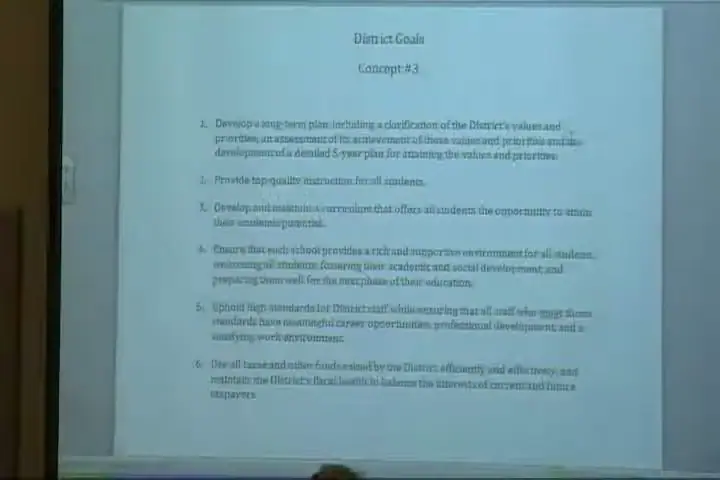 District Goals
Concept #3
1. Develop a long-term plan including a clarification of the District's values and
priorities, an assessment of its achievement of those values and priorities and the
development of a detailed 5-year plan for attaining the values and priorities.
2. Provide top quality instruction for all students.
3. Develop and maintain a curriculum that offers all students the opportunity to attain
their academic potential.
4. Ensure that each school provides a rich and supportive environment for all students,
welcoming all students, fostering their academic and social development, and
preparing them well for the next phase of their education.
5. Uphold high standards for District staff while ensuring that all staff who meet those
standards have meaningful career opportunities, professional development, and a
satisfying work environment.
6. Use all taxes and other funds raised by the District efficiently and effectively, and
maintain the District's fiscal health to balance the interests of current and future
taxpayers.